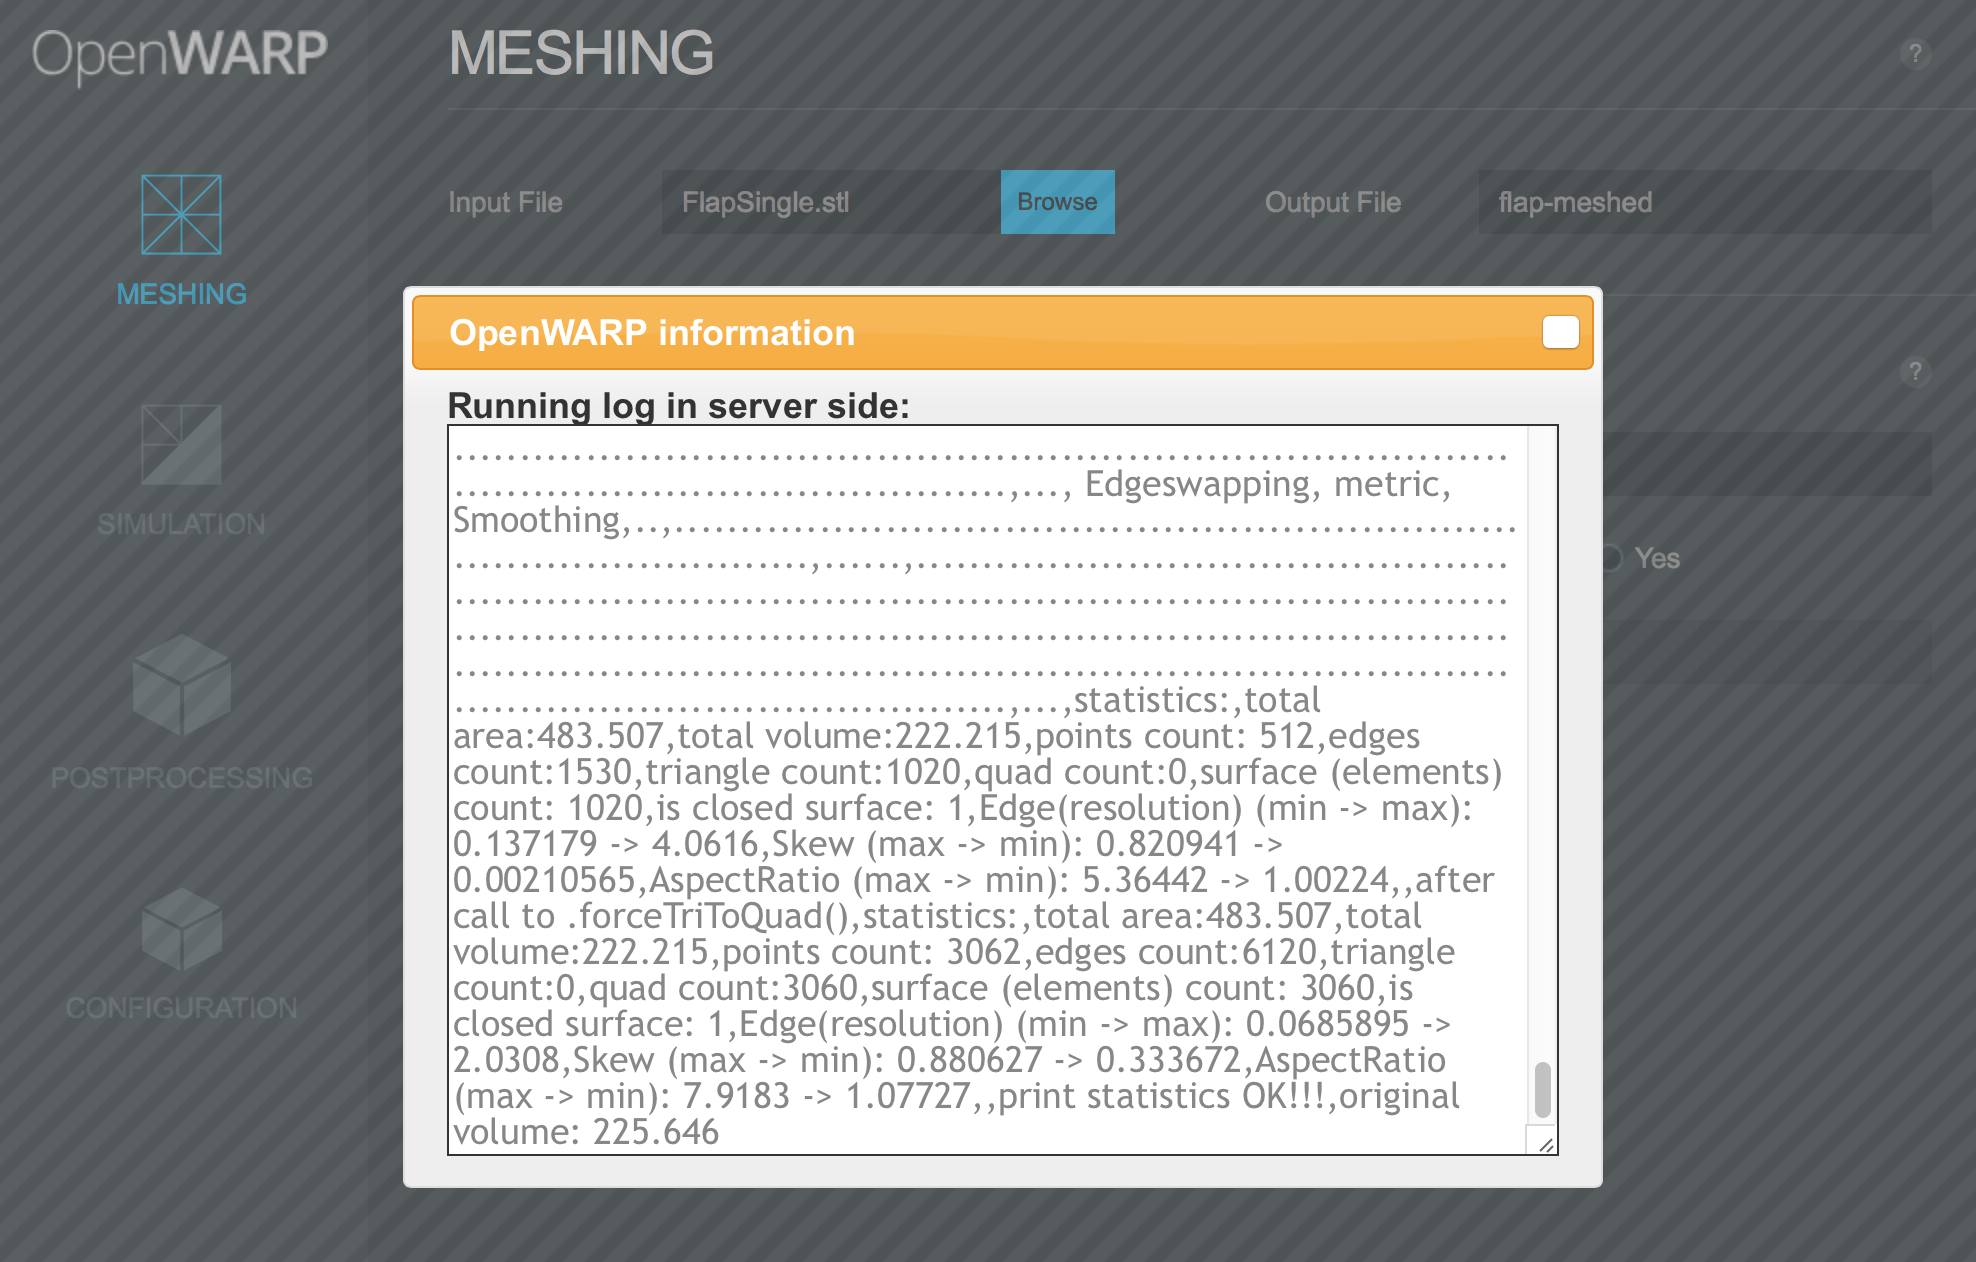 OpenWARP
MESHING
?
Input File
FlapSingle.stl
Browse
Output File
flap-meshed
MESHING
SIMULATION
POSTPROCESSING
CONFIGURATION
?
Yes
OpenWARP information
Running log in server side:
................................................................................
..........................................,..., Edgeswapping, metric,
Smoothing,..,................................................................
...........................,......,.............................................
................................................................................
................................................................................
................................................................................
..........................................,...,statistics:,total
area:483.507,total volume:222.215,points count: 512,edges
count:1530,triangle count:1020,quad count:0,surface (elements)
count: 1020,is closed surface: 1,Edge(resolution) (min -> max):
0.137179 -> 4.0616,Skew (max -> min): 0.820941 ->
0.00210565,AspectRatio (max -> min): 5.36442 -> 1.00224,,after
call to .forceTriToQuad(),statistics:,total area:483.507,total
volume:222.215,points count: 3062,edges count:6120,triangle
count:0,quad count:3060,surface (elements) count: 3060,is
closed surface: 1,Edge(resolution) (min -> max): 0.0685895 ->
2.0308,Skew (max -> min): 0.880627 -> 0.333672,AspectRatio
(max -> min): 7.9183 -> 1.07727,,print statistics OK!!!,original
volume: 225.646